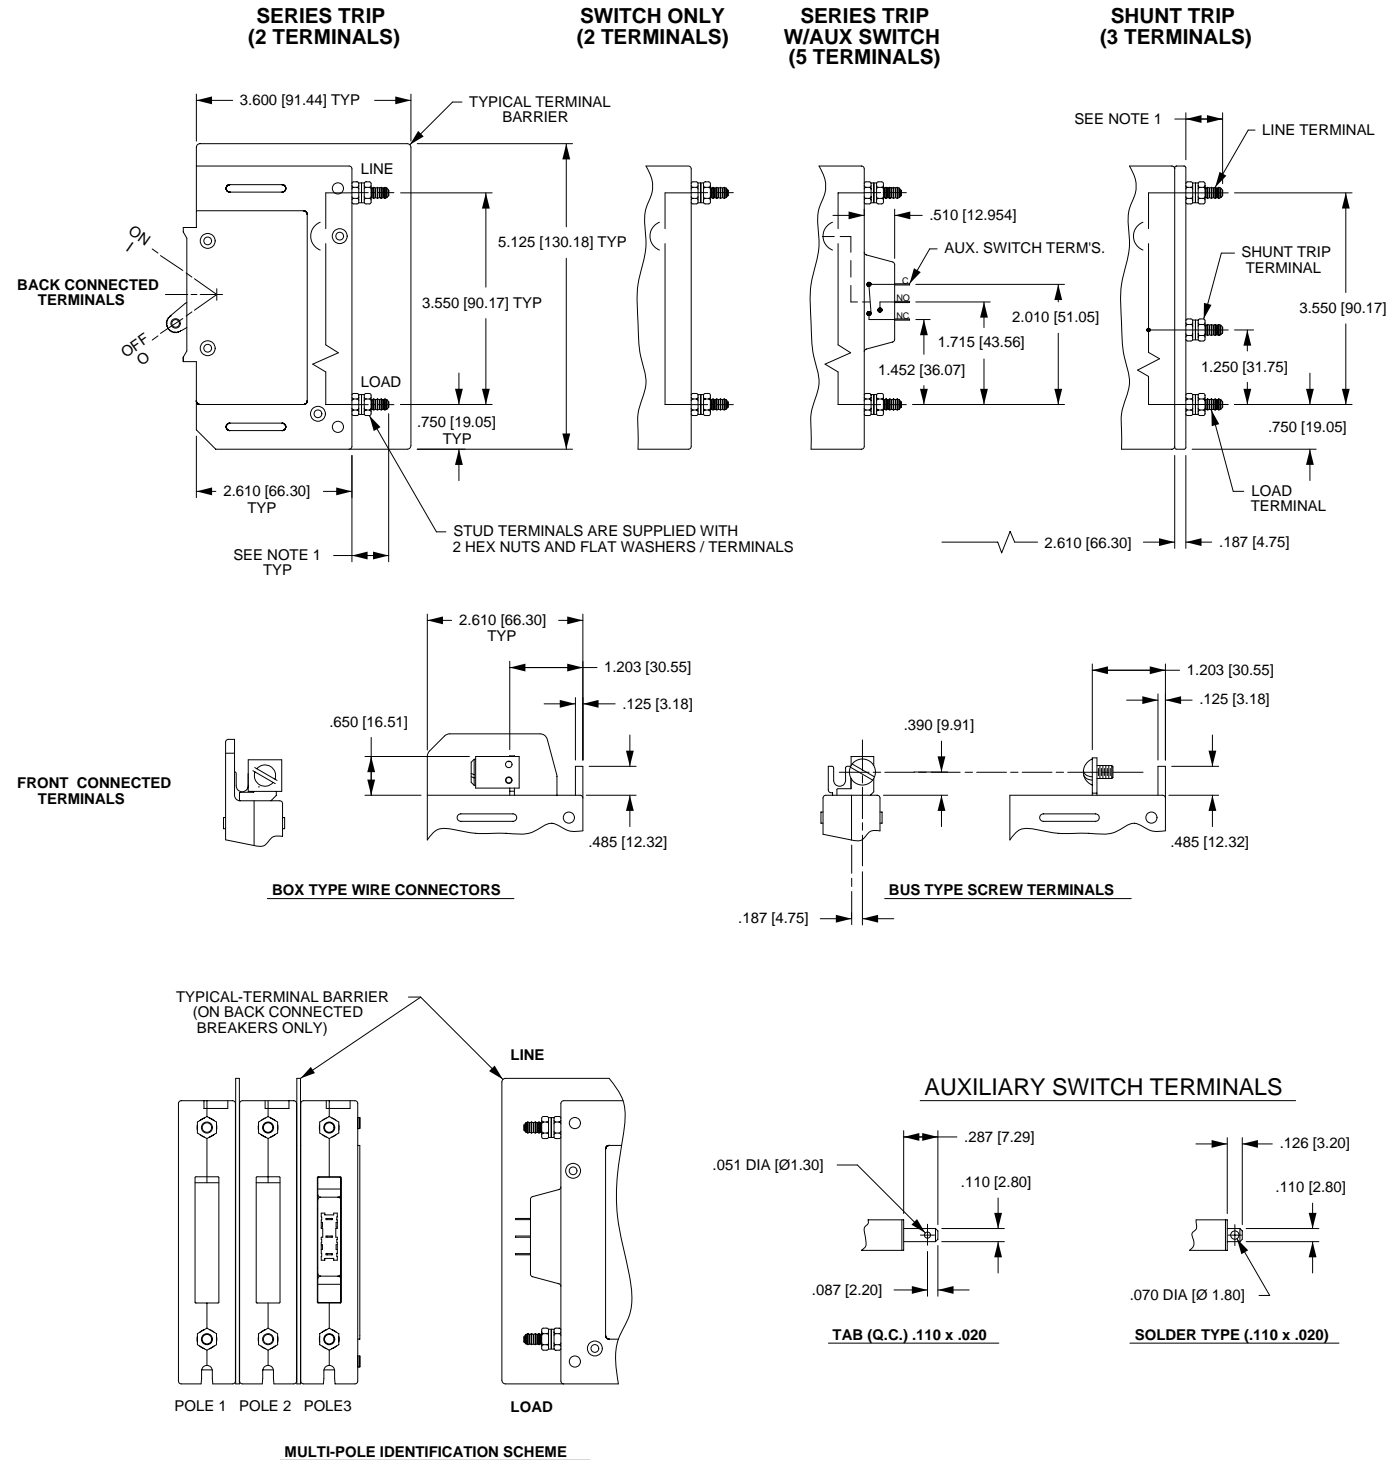 SERIES TRIP
(2 TERMINALS)
SWITCH ONLY
(2 TERMINALS)
SERIES TRIP
W/AUX SWITCH
(5 TERMINALS)
SHUNT TRIP
(3 TERMINALS)
3.600 [91.44] TYP
TYPICAL TERMINAL
BARRIER
LINE
ON
I
5.125 [130.18] TYP
BACK CONNECTED
TERMINALS
3.550 [90.17] TYP
OFF
O
LOAD
.750 [19.05]
TYP
2.610 [66.30]
TYP
SEE NOTE 1
TYP
STUD TERMINALS ARE SUPPLIED WITH
2 HEX NUTS AND FLAT WASHERS / TERMINALS
.510 [12.954]
AUX. SWITCH TERM'S.
C
NO
NC
2.010 [51.05]
1.715 [43.56]
1.452 [36.07]
SEE NOTE 1
LINE TERMINAL
SHUNT TRIP
TERMINAL
3.550 [90.17]
1.250 [31.75]
.750 [19.05]
LOAD
TERMINAL
2.610 [66.30]
.187 [4.75]
FRONT CONNECTED
TERMINALS
2.610 [66.30]
TYP
1.203 [30.55]
.125 [3.18]
.650 [16.51]
.485 [12.32]
BOX TYPE WIRE CONNECTORS
1.203 [30.55]
.125 [3.18]
.390 [9.91]
.485 [12.32]
BUS TYPE SCREW TERMINALS
.187 [4.75]
TYPICAL-TERMINAL BARRIER
(ON BACK CONNECTED
BREAKERS ONLY)
LINE
POLE 1
POLE 2
POLE3
LOAD
MULTI-POLE IDENTIFICATION SCHEME
AUXILIARY SWITCH TERMINALS
.287 [7.29]
.051 DIA [Ø1.30]
.110 [2.80]
.087 [2.20]
TAB (Q.C.) .110 x .020
.126 [3.20]
.110 [2.80]
.070 DIA [Ø 1.80]
SOLDER TYPE (.110 x .020)